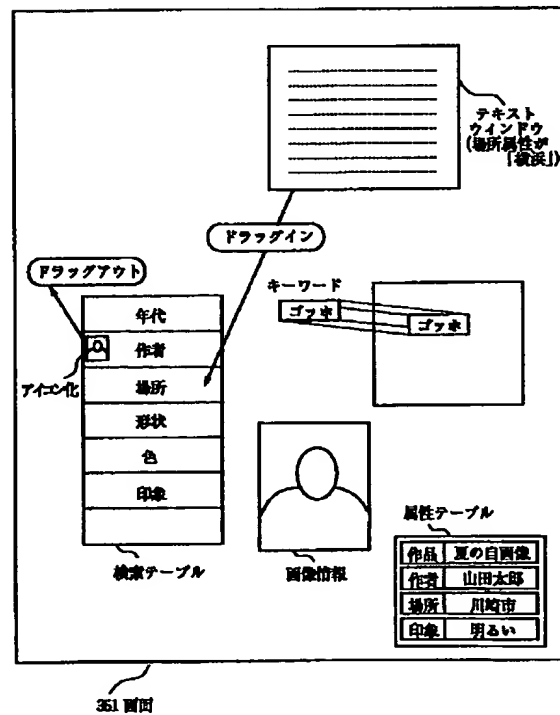 テキスト
ウィンドウ
(場所属性が
「横浜」)
ドラッグイン
ドラッグアウト
キーワード
ゴッホ
ゴッホ
年代
作者
アイコン化
場所
形状
色
印象
検索テーブル
画像情報
属性テーブル
作品 夏の自画像
作者 山田太郎
場所 川崎市
印象 明るい
351 画面